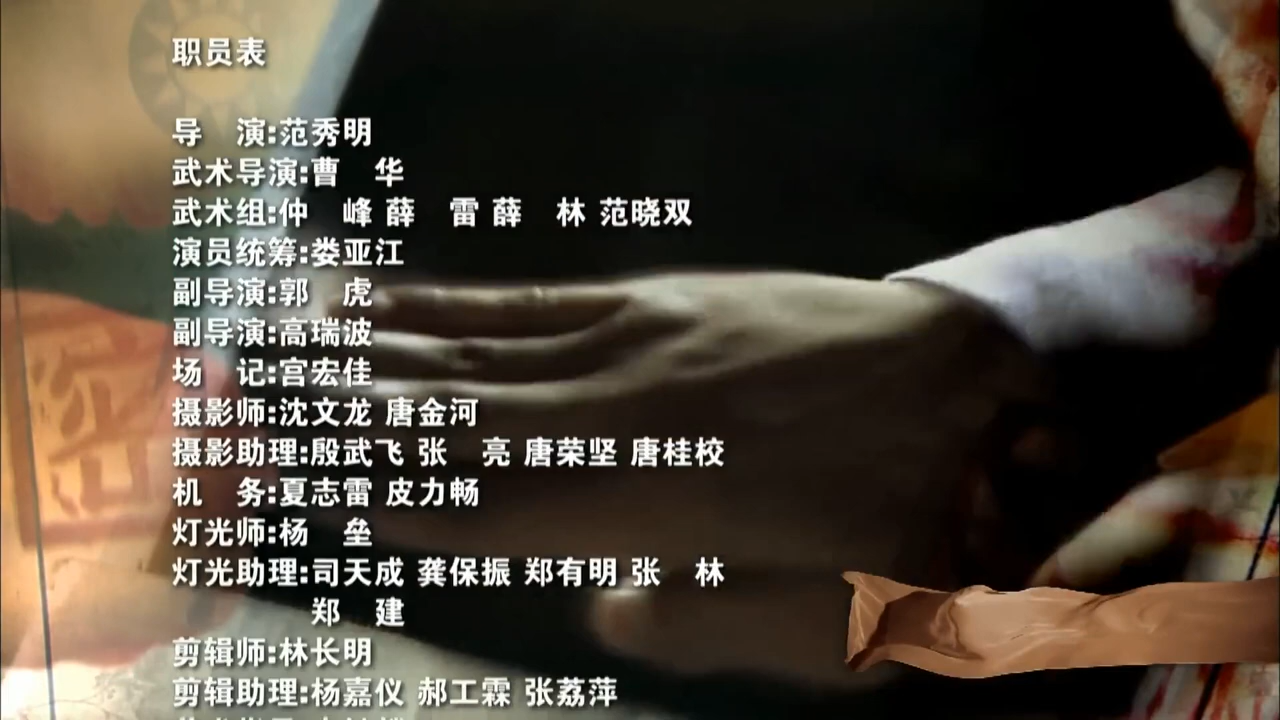 职员表
导　演:范秀明
武术导演:曹　华
武术组:仲　峰 薛　雷 薛　林 范晓双
演员统筹:娄亚江
副导演:郭　虎
副导演:高瑞波
场　记:宫宏佳
摄影师:沈文龙 唐金河
摄影助理:殷武飞 张　亮 唐荣坚 唐桂校
机　务:夏志雷 皮力畅
灯光师:杨　垒
灯光助理:司天成 龚保振 郑有明 张　林
郑　建
剪辑师:林长明
剪辑助理:杨嘉仪 郝工霖 张荔萍